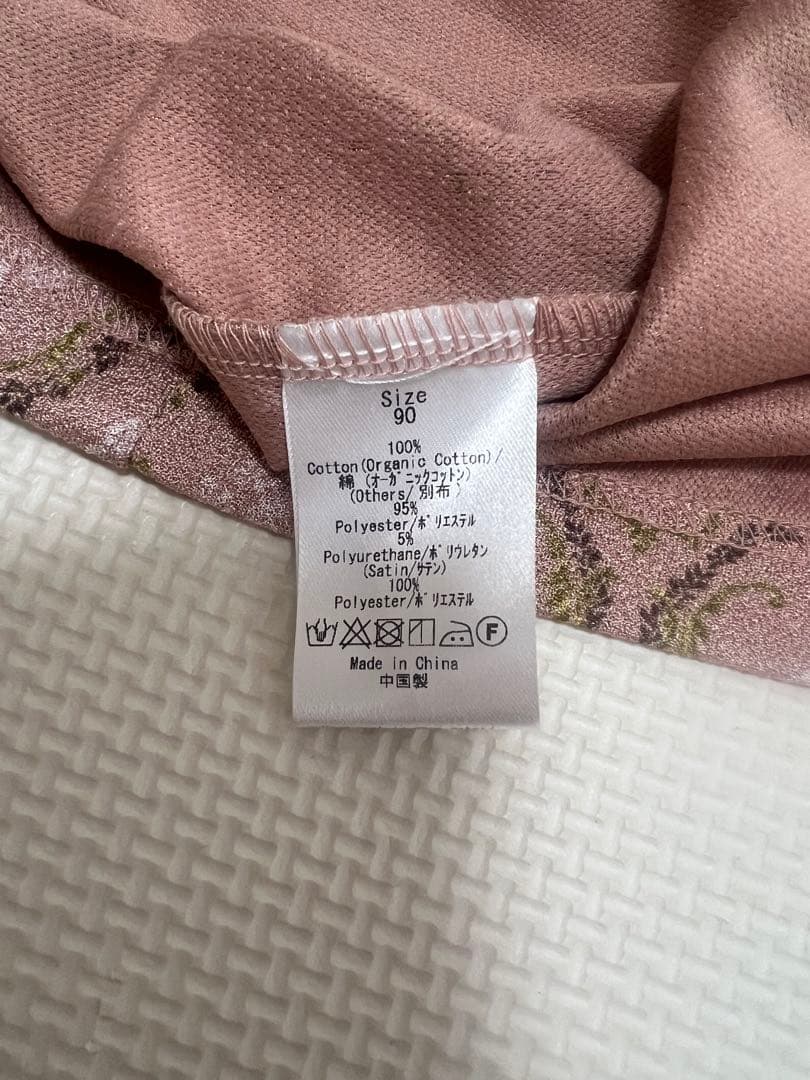 Size
90
100%
Cotton(Organic Cotton)/
綿(オーガニックコットン)
(Others/別布)
95%
Polyester/ポリエステル
5%
Polyurethane/ポリウレタン
(Satin/サテン)
100%
Polyester/ポリエステル
F
Made in China
中国製